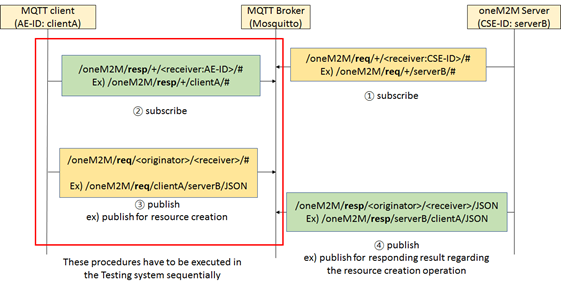 MQTT client
(AE-ID: clientA)
MQTT Broker
(Mosquitto)
oneM2M Server
(CSE-ID: serverB)
/oneM2M/req/+/<receiver:CSE-ID>/#
Ex) /oneM2M/req/+/serverB/#
① subscribe
/oneM2M/resp/+/<receiver:AE-ID>/#
Ex) /oneM2M/resp/+/clientA/#
② subscribe
/oneM2M/req/<originator>/<receiver>/#
Ex) /oneM2M/req/clientA/serverB/JSON
③ publish
ex) publish for resource creation
/oneM2M/resp/<originator>/<receiver>/JSON
Ex) /oneM2M/resp/serverB/clientA/JSON
④ publish
ex) publish for responding result regarding
the resource creation operation
These procedures have to be executed in
the Testing system sequentially